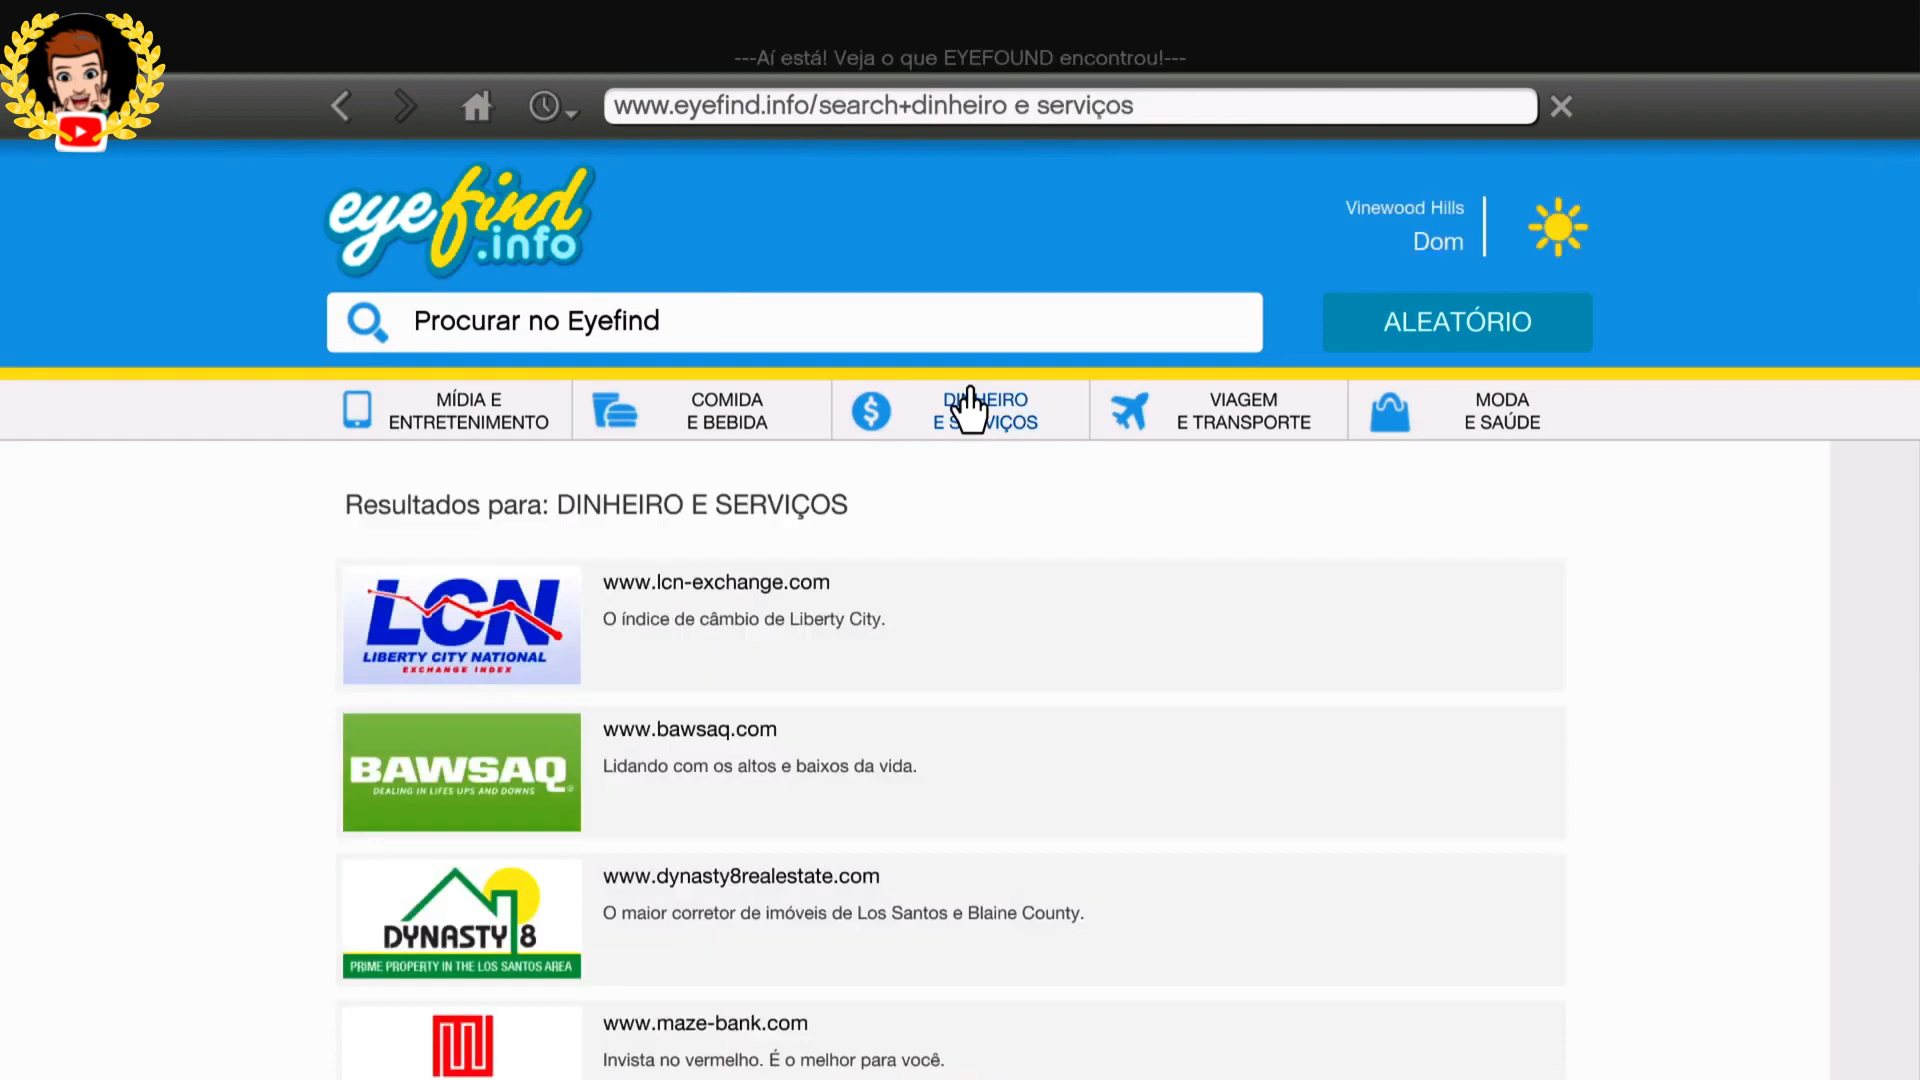 ---Aí está! Veja o que EYEFOUND encontrou!---
www.eyefind.info/search+dinheiro e serviços
eyefind
.info
Vinewood Hills
Dom
Procurar no Eyefind
ALEATÓRIO
MÍDIA E
ENTRETENIMENTO
COMIDA
E BEBIDA
DINHEIRO
E SERVIÇOS
VIAGEM
E TRANSPORTE
MODA
E SAÚDE
Resultados para: DINHEIRO E SERVIÇOS
LCN
LIBERTY CITY NATIONAL
EXCHANGE INDEX
www.lcn-exchange.com
O índice de câmbio de Liberty City.
BAWSAQ
DEALING IN LIFES UPS AND DOWNS
www.bawsaq.com
Lidando com os altos e baixos da vida.
DYNASTY 8
PRIME PROPERTY IN THE LOS SANTOS AREA
www.dynasty8realestate.com
O maior corretor de imóveis de Los Santos e Blaine County.
www.maze-bank.com
Invista no vermelho. É o melhor para você.